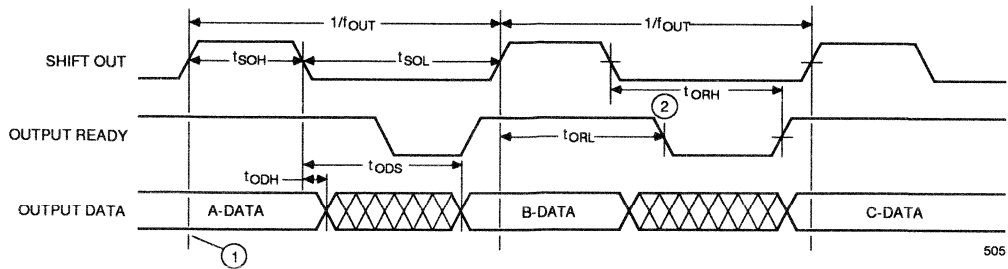 1/fOUT 1/fOUT
SHIFT OUT tSOH tSOL
tORH
2
OUTPUT READY tORL
tODH tODS
OUTPUT DATA A-DATA B-DATA C-DATA
1
505